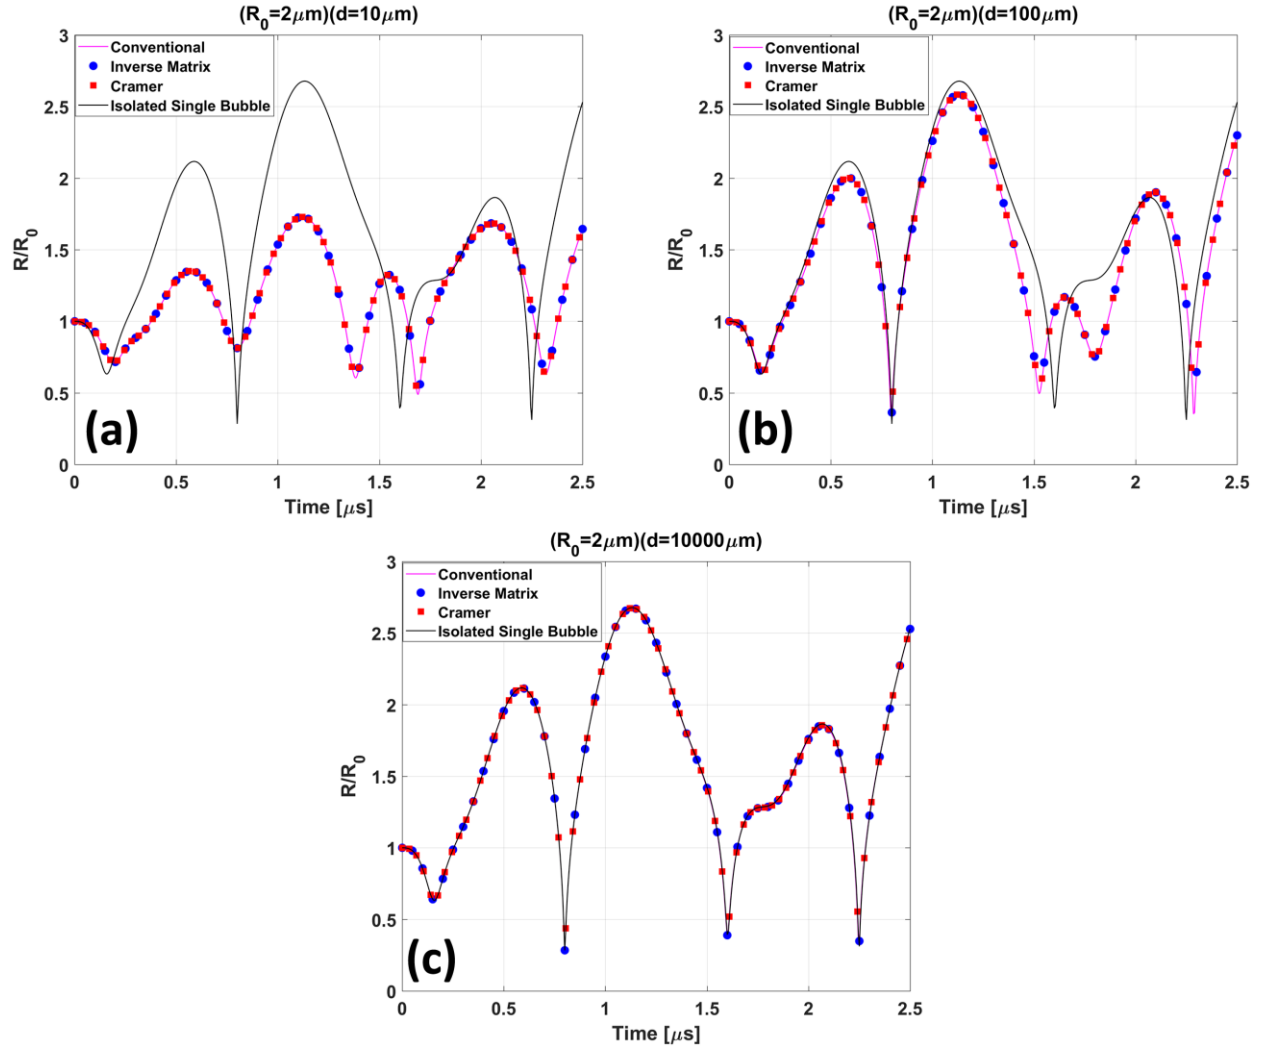 (R0=2μm)(d=10μm)
3
2.5
2
1.5
1
0.5
0
R/R0
Conventional
Inverse Matrix
Cramer
Isolated Single Bubble
(a)
0 0.5 1 1.5 2 2.5
Time [μs]
(R0=2μm)(d=100μm)
3
2.5
2
1.5
1
0.5
0
R/R0
Conventional
Inverse Matrix
Cramer
Isolated Single Bubble
(b)
0 0.5 1 1.5 2 2.5
Time [μs]
(R0=2μm)(d=10000μm)
3
2.5
2
1.5
1
0.5
0
R/R0
Conventional
Inverse Matrix
Cramer
Isolated Single Bubble
(c)
0 0.5 1 1.5 2 2.5
Time [μs]